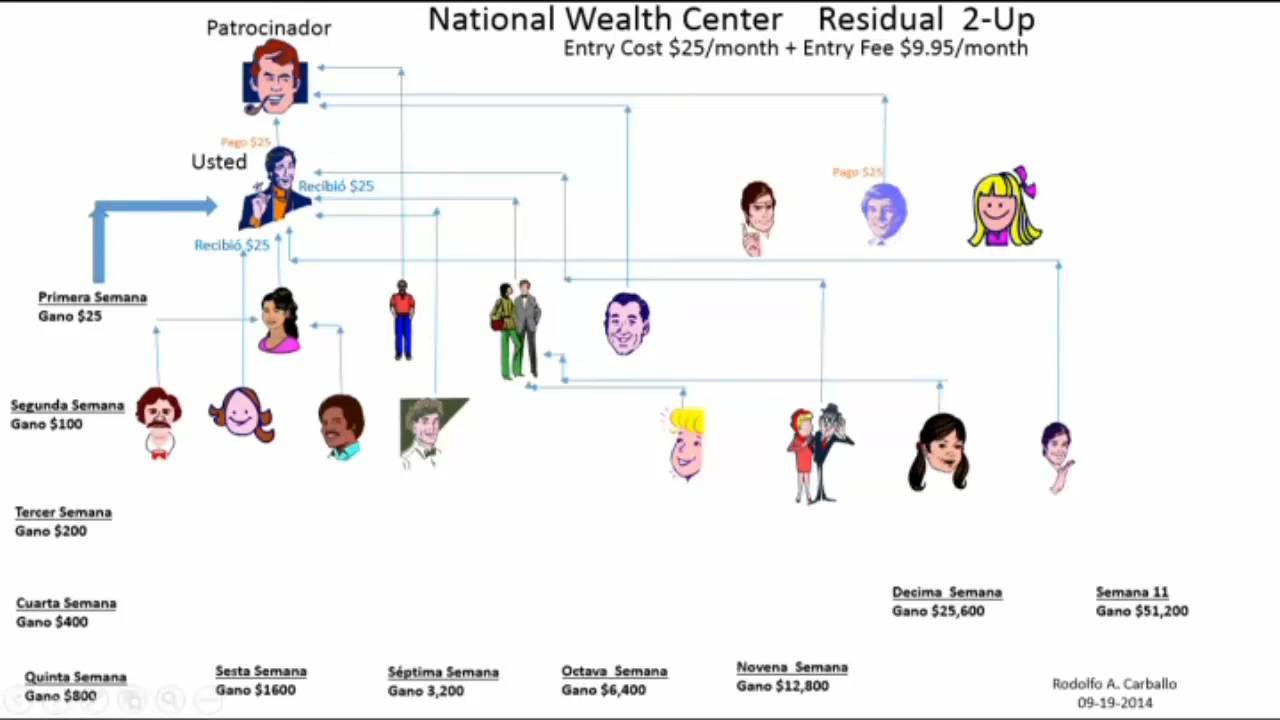 National Wealth Center Residual 2-Up
Entry Cost $25/month + Entry Fee $9.95/month
Patrocinador
Pago $25
Usted
Recibió $25
Pago $25
Recibió $25
Primera Semana
Gano $25
Segunda Semana
Gano $100
Tercer Semana
Gano $200
Cuarta Semana
Gano $400
Decima Semana
Gano $25,600
Semana 11
Gano $51,200
Quinta Semana
Gano $800
Sesta Semana
Gano $1600
Séptima Semana
Gano 3,200
Octava Semana
Gano $6,400
Novena Semana
Gano $12,800
Rodolfo A. Carballo
09-19-2014